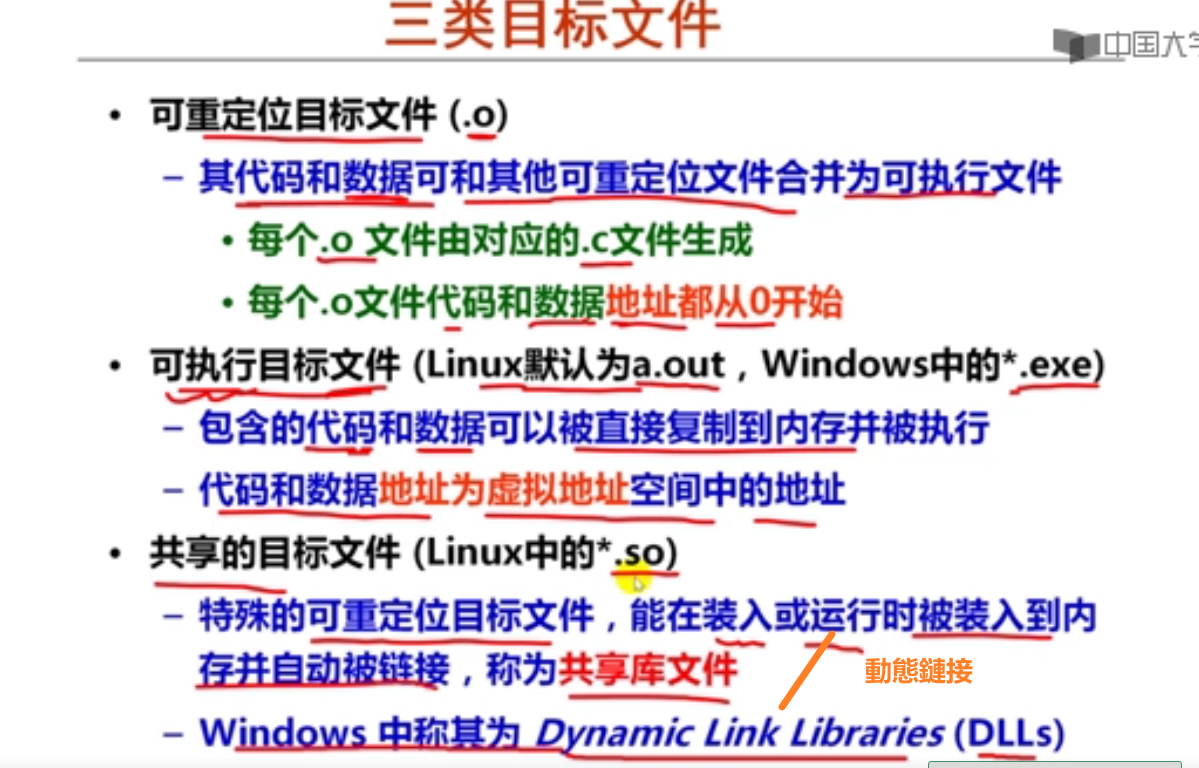 三类目标文件
中国大
• 可重定位目标文件 (.o)
– 其代码和数据可和其他可重定位文件合并为可执行文件
• 每个.o 文件由对应的.c文件生成
• 每个.o文件代码和数据地址都从0开始
• 可执行目标文件 (Linux默认为a.out，Windows中的*.exe)
– 包含的代码和数据可以被直接复制到内存并被执行
– 代码和数据地址为虚拟地址空间中的地址
• 共享的目标文件 (Linux中的*.so)
– 特殊的可重定位目标文件，能在装入或运行时被装入到内
存并自动被链接，称为共享库文件
動態鏈接
– Windows 中称其为 Dynamic Link Libraries (DLLs)